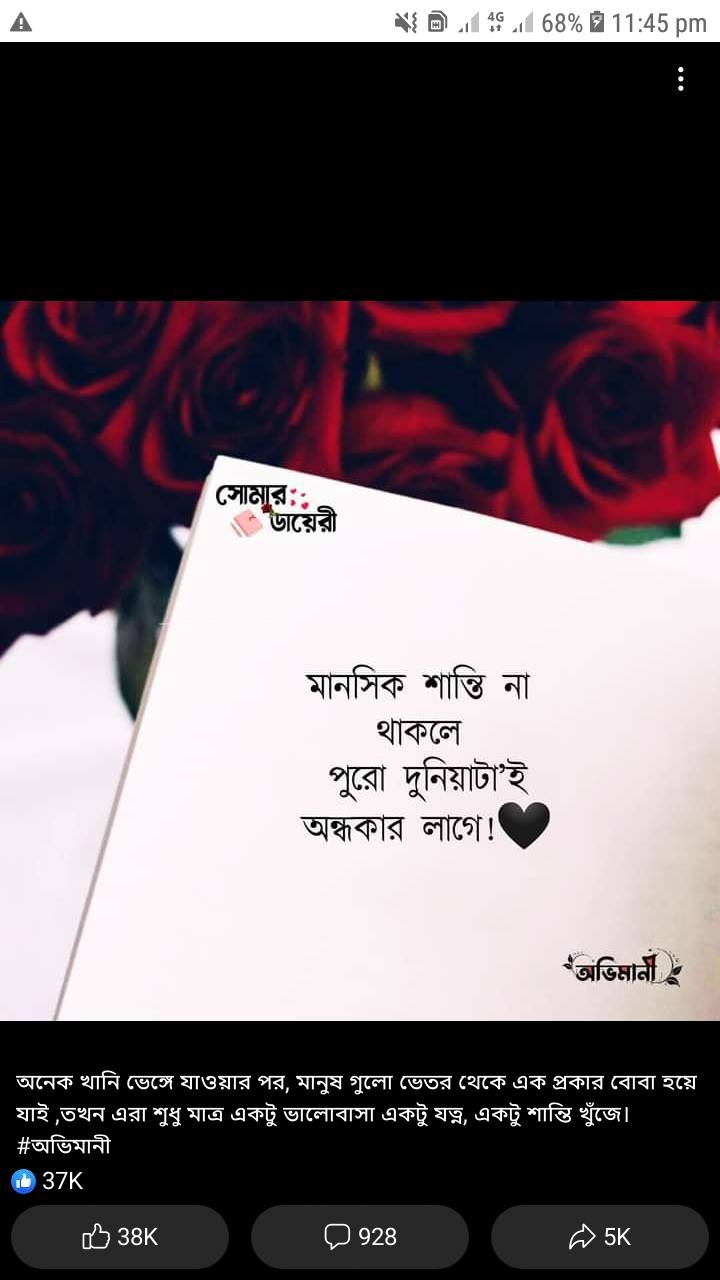 68% 11:45 pm
4G
সোমার
ডায়েরী
মানসিক শান্তি না
থাকলে
পুরো দুনিয়াটা’ই
অন্ধকার লাগে!🖤
অভিমানী
অনেক খানি ভেঙ্গে যাওয়ার পর, মানুষ গুলো ভেতর থেকে এক প্রকার বোবা হয়ে
যাই ,তখন এরা শুধু মাত্র একটু ভালোবাসা একটু যত্ন, একটু শান্তি খুঁজে।
#অভিমানী
37K
38K 928 5K